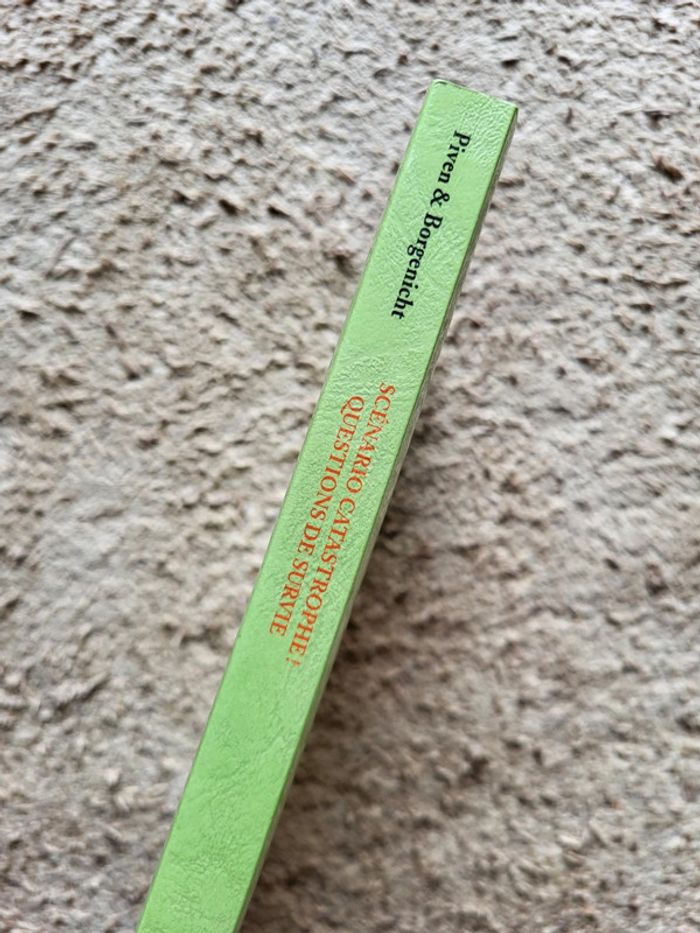 Piven & Borgenicht
SCÉNARIO CATASTROPHE!
QUESTIONS DE SURVIE